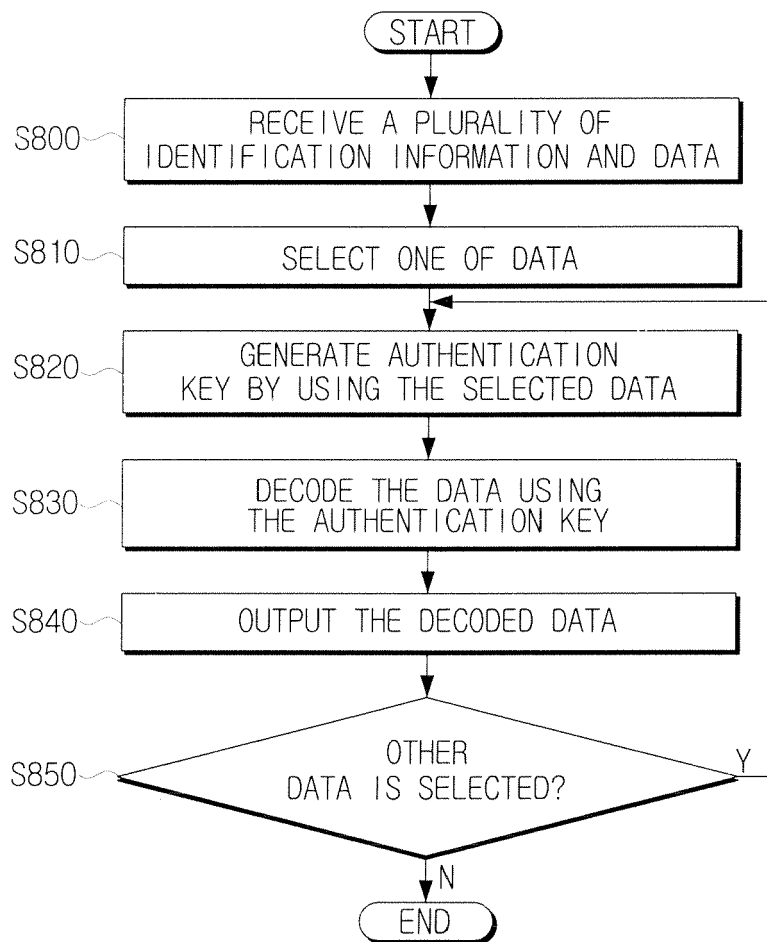 START
S800
RECEIVE A PLURALITY OF
IDENTIFICATION INFORMATION AND DATA
S810
SELECT ONE OF DATA
S820
GENERATE AUTHENTICATION
KEY BY USING THE SELECTED DATA
S830
DECODE THE DATA USING
THE AUTHENTICATION KEY
S840
OUTPUT THE DECODED DATA
S850
OTHER
DATA IS SELECTED?
Y
N
END